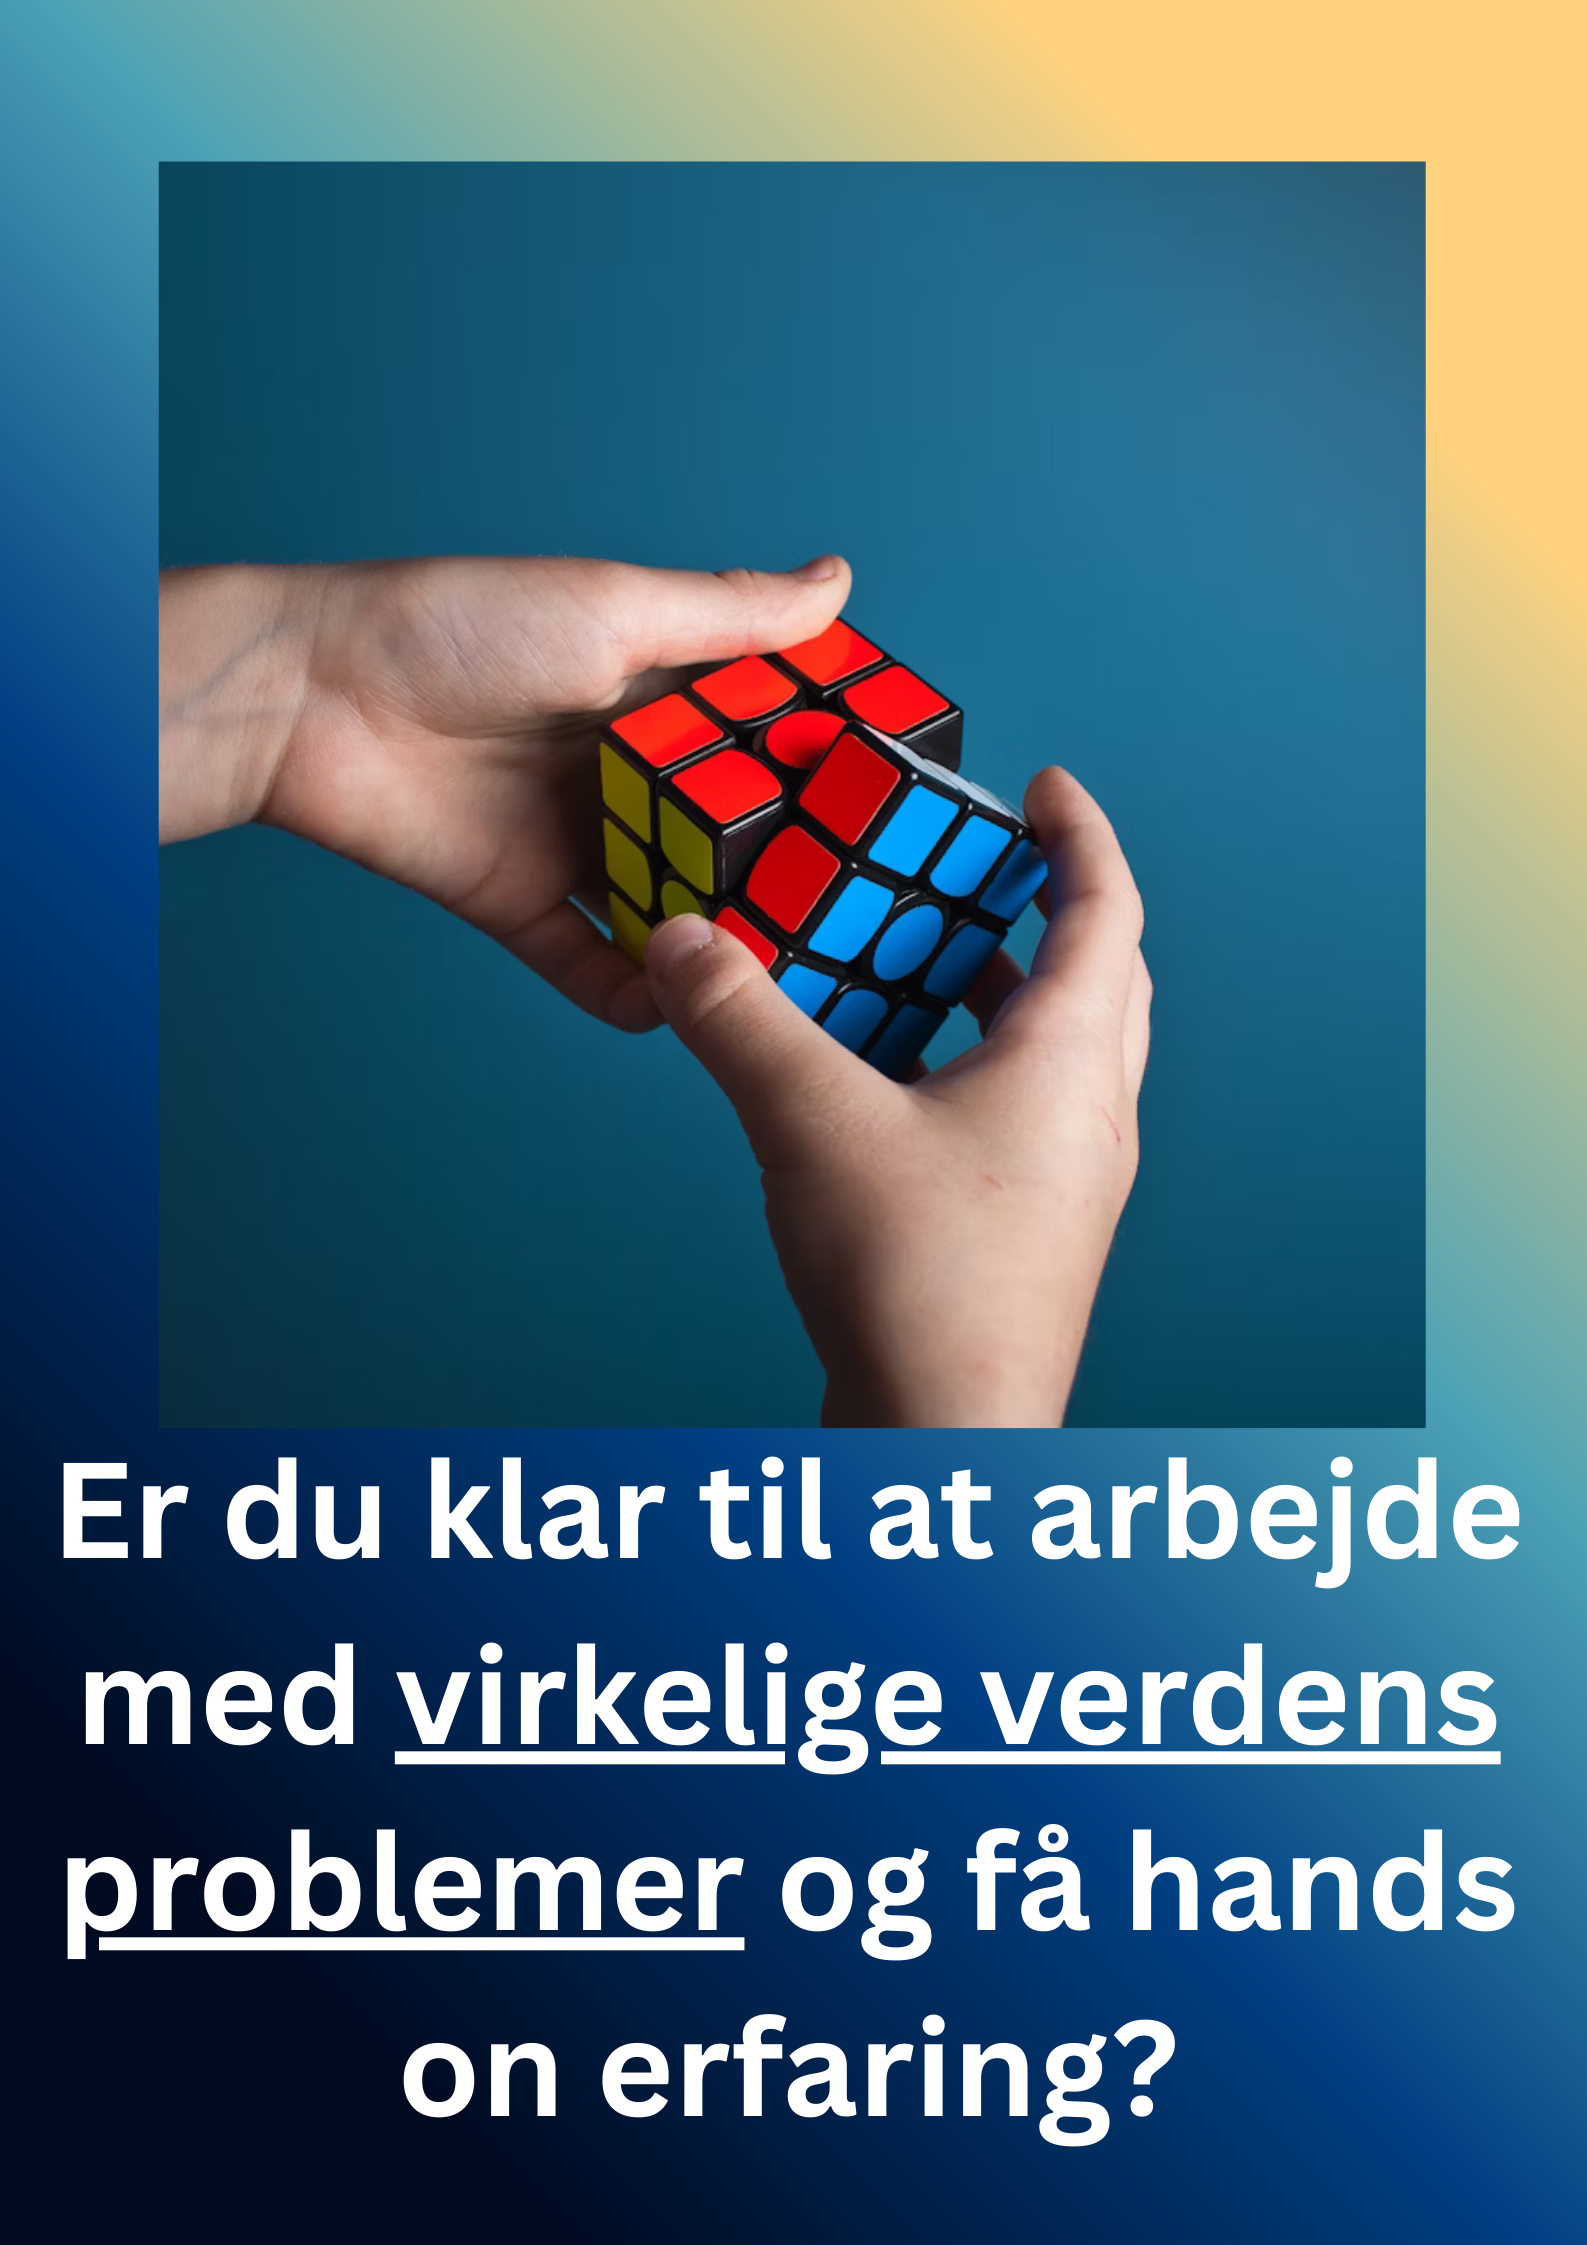 Er du klar til at arbejde
med virkelige verdens
problemer og få hands
on erfaring?